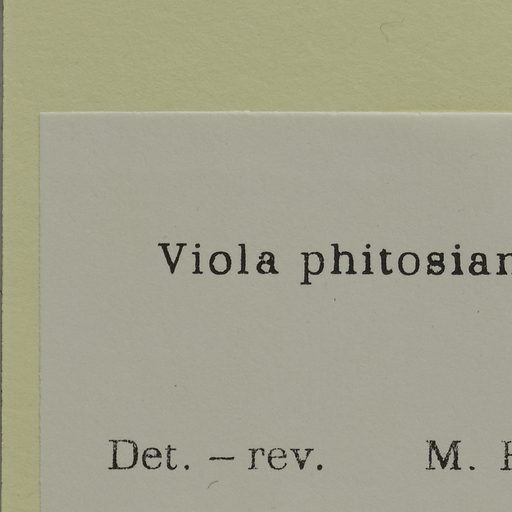 Viola phitosian
Det. – rev. M.